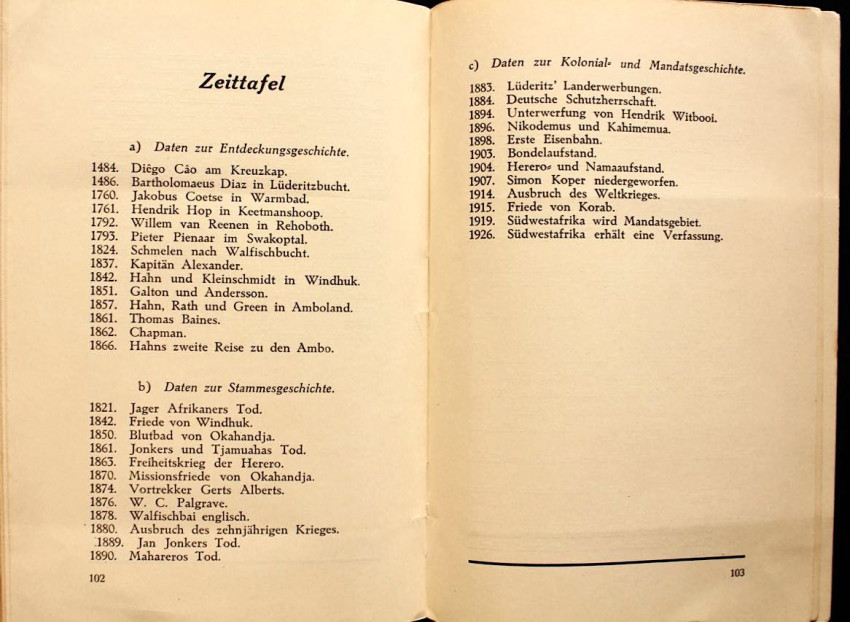 Zeittafel
a) Daten zur Entdeckungsgeschichte.
1484. Diêgo Câo am Kreuzkap.
1486. Bartholomaeus Diaz in Lüderitzbucht.
1760. Jakobus Coetse in Warmbad.
1761. Hendrik Hop in Keetmanshoop.
1792. Willem van Reenen in Rehoboth.
1793. Pieter Pienaar im Swakoptal.
1824. Schmelen nach Walfischbucht.
1837. Kapitän Alexander.
1842. Hahn und Kleinschmidt in Windhuk.
1851. Galton und Andersson.
1857. Hahn, Rath und Green in Amboland.
1861. Thomas Baines.
1862. Chapman.
1866. Hahns zweite Reise zu den Ambo.
b) Daten zur Stammesgeschichte.
1821. Jager Afrikaners Tod.
1842. Friede von Windhuk.
1850. Blutbad von Okahandja.
1861. Jonkers und Tjamuahas Tod.
1863. Freiheitskrieg der Herero.
1870. Missionsfriede von Okahandja.
1874. Vortrekker Gerts Alberts.
1876. W. C. Palgrave.
1878. Walfischbai englisch.
1880. Ausbruch des zehnjährigen Krieges.
1889. Jan Jonkers Tod.
1890. Mahareros Tod.
102
c) Daten zur Kolonial- und Mandatsgeschichte.
1883. Lüderitz' Landerwerbungen.
1884. Deutsche Schutzherrschaft.
1894. Unterwerfung von Hendrik Witbooi.
1896. Nikodemus und Kahimemua.
1898. Erste Eisenbahn.
1903. Bondelaufstand.
1904. Herero- und Namaaufstand.
1907. Simon Koper niedergeworfen.
1914. Ausbruch des Weltkrieges.
1915. Friede von Korab.
1919. Südwestafrika wird Mandatsgebiet.
1926. Südwestafrika erhält eine Verfassung.
103